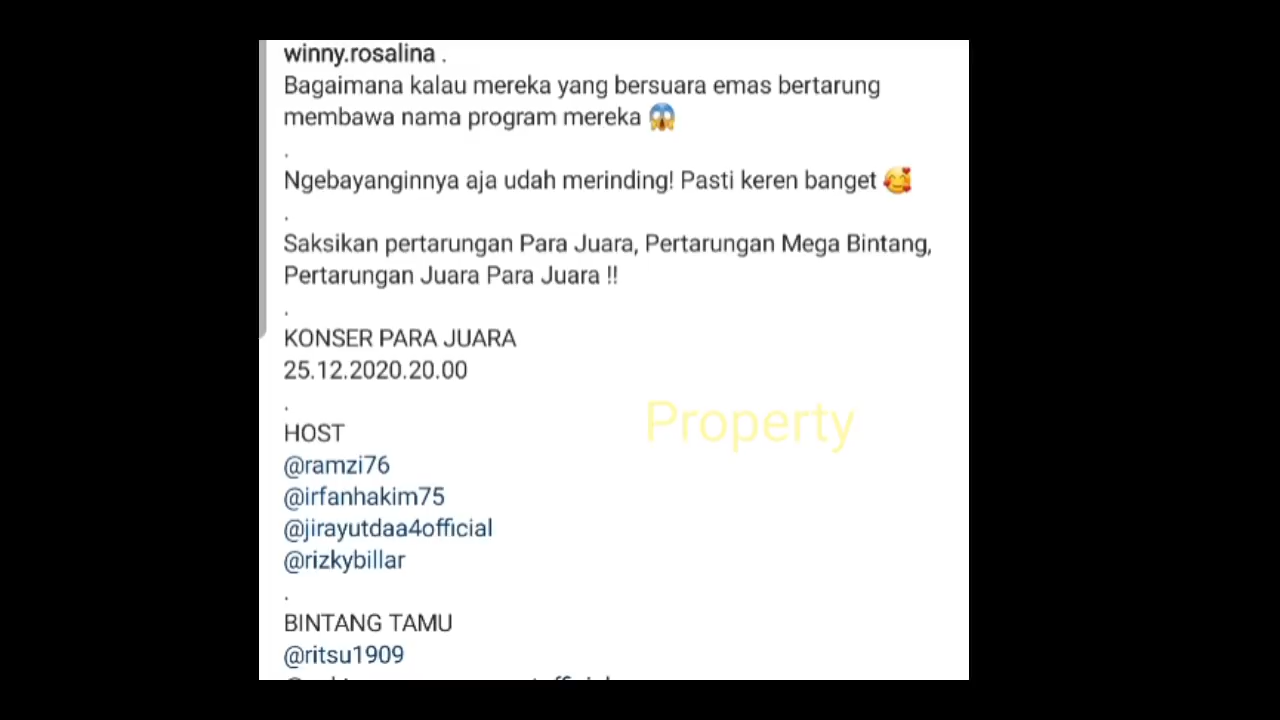 winny.rosalina .
Bagaimana kalau mereka yang bersuara emas bertarung
membawa nama program mereka 😱
.
Ngebayanginnya aja udah merinding! Pasti keren banget 🥰
.
Saksikan pertarungan Para Juara, Pertarungan Mega Bintang,
Pertarungan Juara Para Juara !!
.
KONSER PARA JUARA
25.12.2020.20.00
.
Property
HOST
@ramzi76
@irfanhakim75
@jirayutdaa4official
@rizkybillar
.
BINTANG TAMU
@ritsu1909